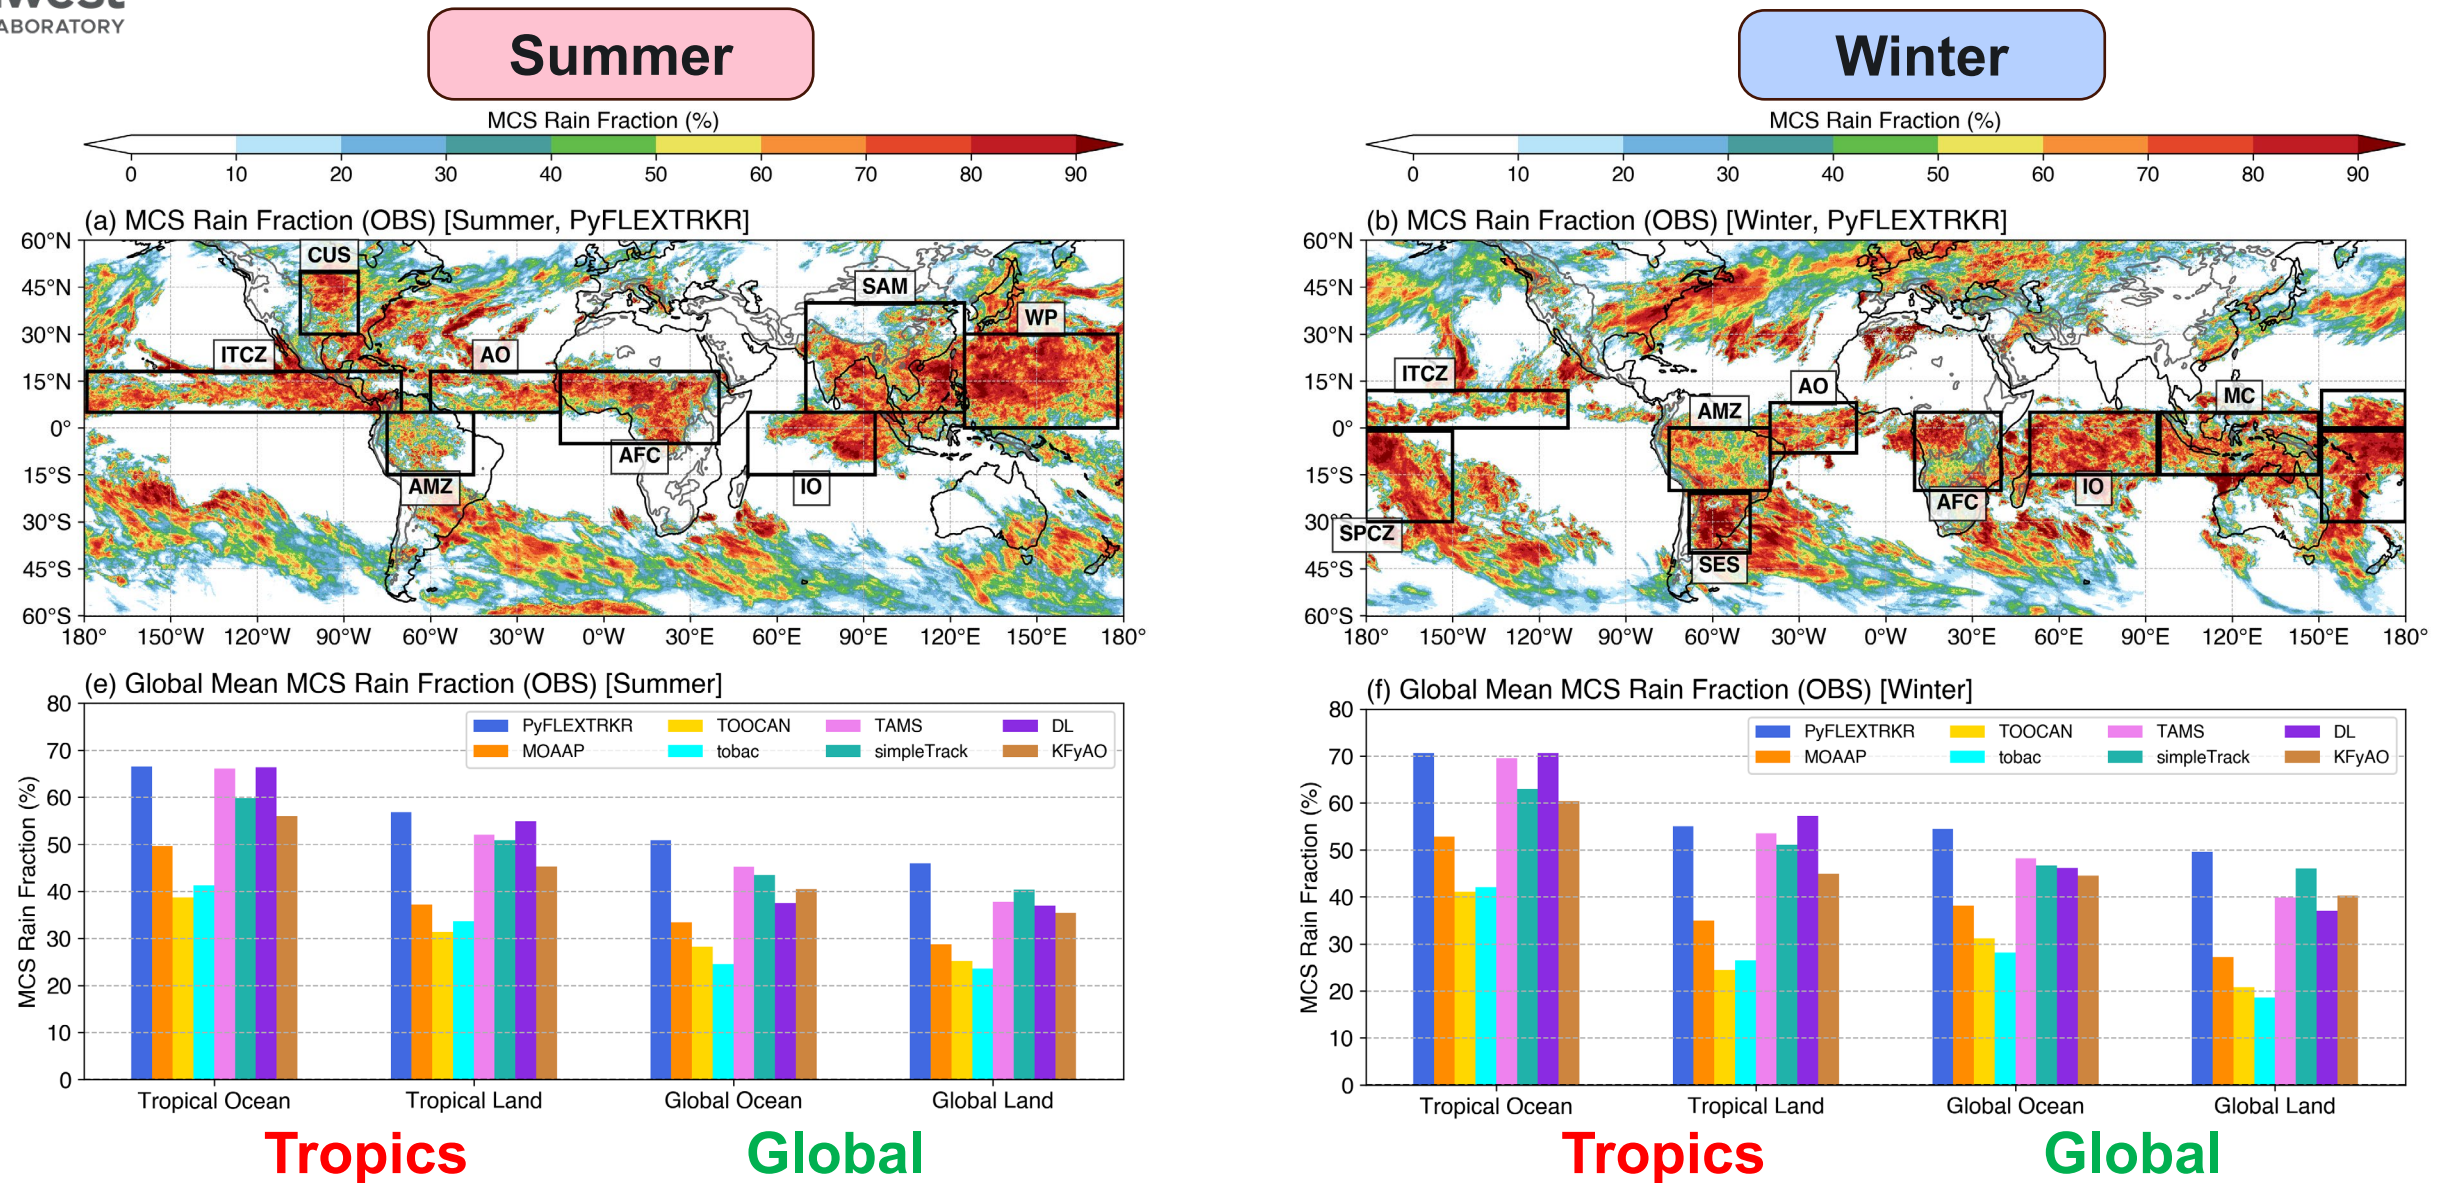 ABORATORY
Summer
Winter
MCS Rain Fraction (%)
0 10 20 30 40 50 60 70 80 90
MCS Rain Fraction (%)
0 10 20 30 40 50 60 70 80 90
(a) MCS Rain Fraction (OBS) [Summer, PyFLEXTRKR]
60°N
45°N
30°N
15°N
0°
15°S
30°S
45°S
60°S
CUS
SAM
WP
ITCZ
AO
AFC
AMZ
IO
180° 150°W 120°W 90°W 60°W 30°W 0°W 30°E 60°E 90°E 120°E 150°E 180°
(b) MCS Rain Fraction (OBS) [Winter, PyFLEXTRKR]
60°N
45°N
30°N
15°N
0°
15°S
30°S
45°S
60°S
ITCZ
AO
MC
AMZ
IO
AFC
SPCZ
SES
180° 150°W 120°W 90°W 60°W 30°W 0°W 30°E 60°E 90°E 120°E 150°E 180°
(e) Global Mean MCS Rain Fraction (OBS) [Summer]
MCS Rain Fraction (%)
80
70
60
50
40
30
20
10
0
PyFLEXTRKR TOOCAN TAMS DL
MOAAP tobac simpleTrack KFyAO
Tropical Ocean Tropical Land Global Ocean Global Land
Tropics Global
(f) Global Mean MCS Rain Fraction (OBS) [Winter]
MCS Rain Fraction (%)
80
70
60
50
40
30
20
10
0
PyFLEXTRKR TOOCAN TAMS DL
MOAAP tobac simpleTrack KFyAO
Tropical Ocean Tropical Land Global Ocean Global Land
Tropics Global